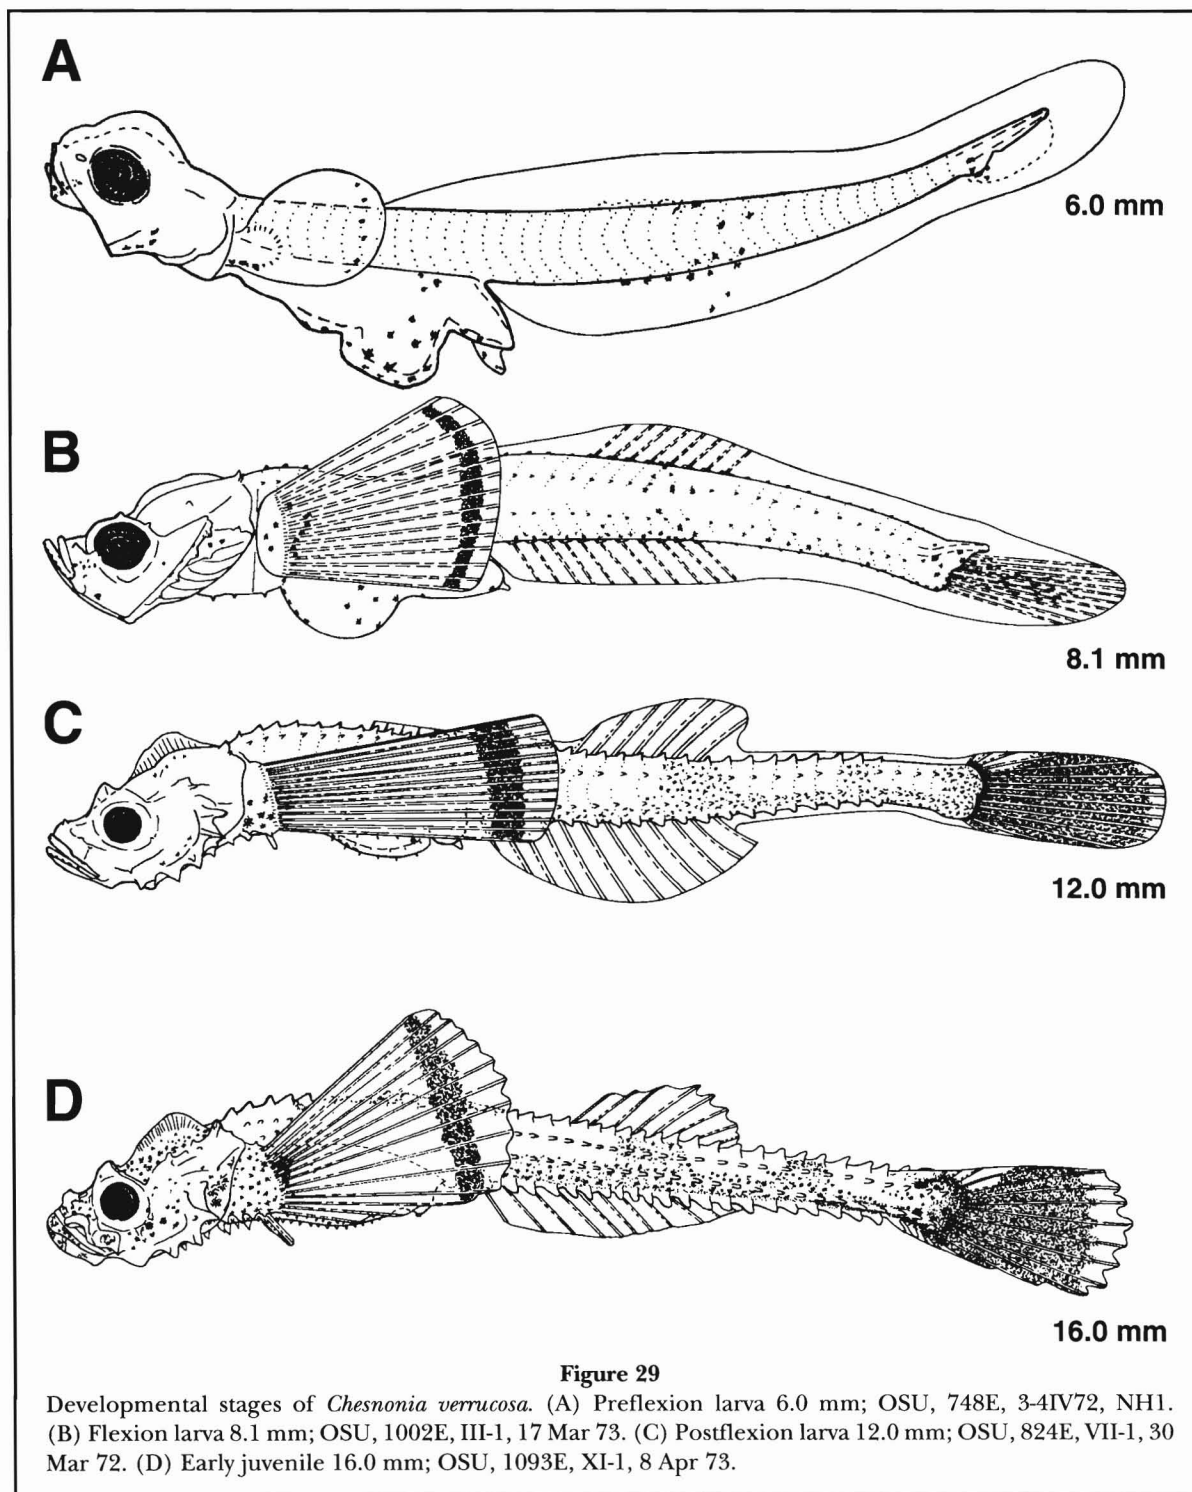 A
6.0 mm
B
8.1 mm
C
12.0 mm
D
16.0 mm
Figure 29
Developmental stages of Chesnonia verrucosa. (A) Preflexion larva 6.0 mm; OSU, 748E, 3-4IV72, NH1.
(B) Flexion larva 8.1 mm; OSU, 1002E, III-1, 17 Mar 73. (C) Postflexion larva 12.0 mm; OSU, 824E, VII-1, 30
Mar 72. (D) Early juvenile 16.0 mm; OSU, 1093E, XI-1, 8 Apr 73.